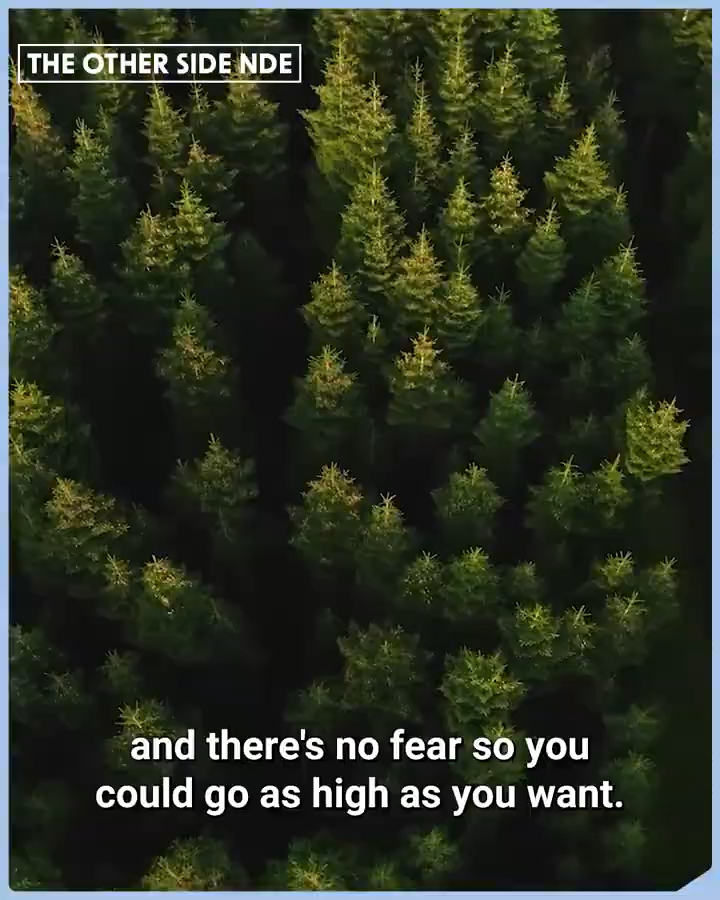 THE OTHER SIDE NDE
and there's no fear so you
could go as high as you want.